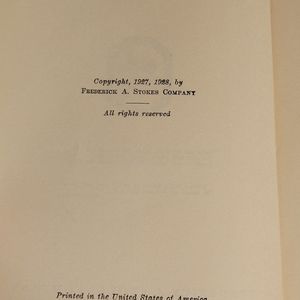 Copyright, 1927, 1928, by
Frederick A. Stokes Company
All rights reserved
Printed in the United States of America